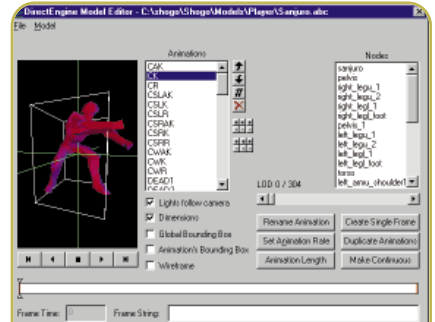 DirectEngine Model Editor - C:\shogo\Shogo\Models\Player\Sanjuro.abc
File Model
Animations
CAK
CK
CR
CSLAK
CSLK
CSLR
CSRAK
CSRK
CSRR
CWAK
CWK
CWR
DEAD1
DEAD2
Nodes
sanjuro
pelvis
right_legu_1
right_legu_2
right_legl_1
right_legl_foot
pelvis_1
left_legu_1
left_legu_2
left_legl_1
left_legl_foot
torso
left_armu_shoulder1
LOD 0 / 304
Lights follow camera
Dimensions
Global Bounding Box
Animation's Bounding Box
Wireframe
Rename Animation
Create Single Frame
Set Animation Rate
Duplicate Animations
Animation Length
Make Continuous
Frame Time: 0
Frame String: